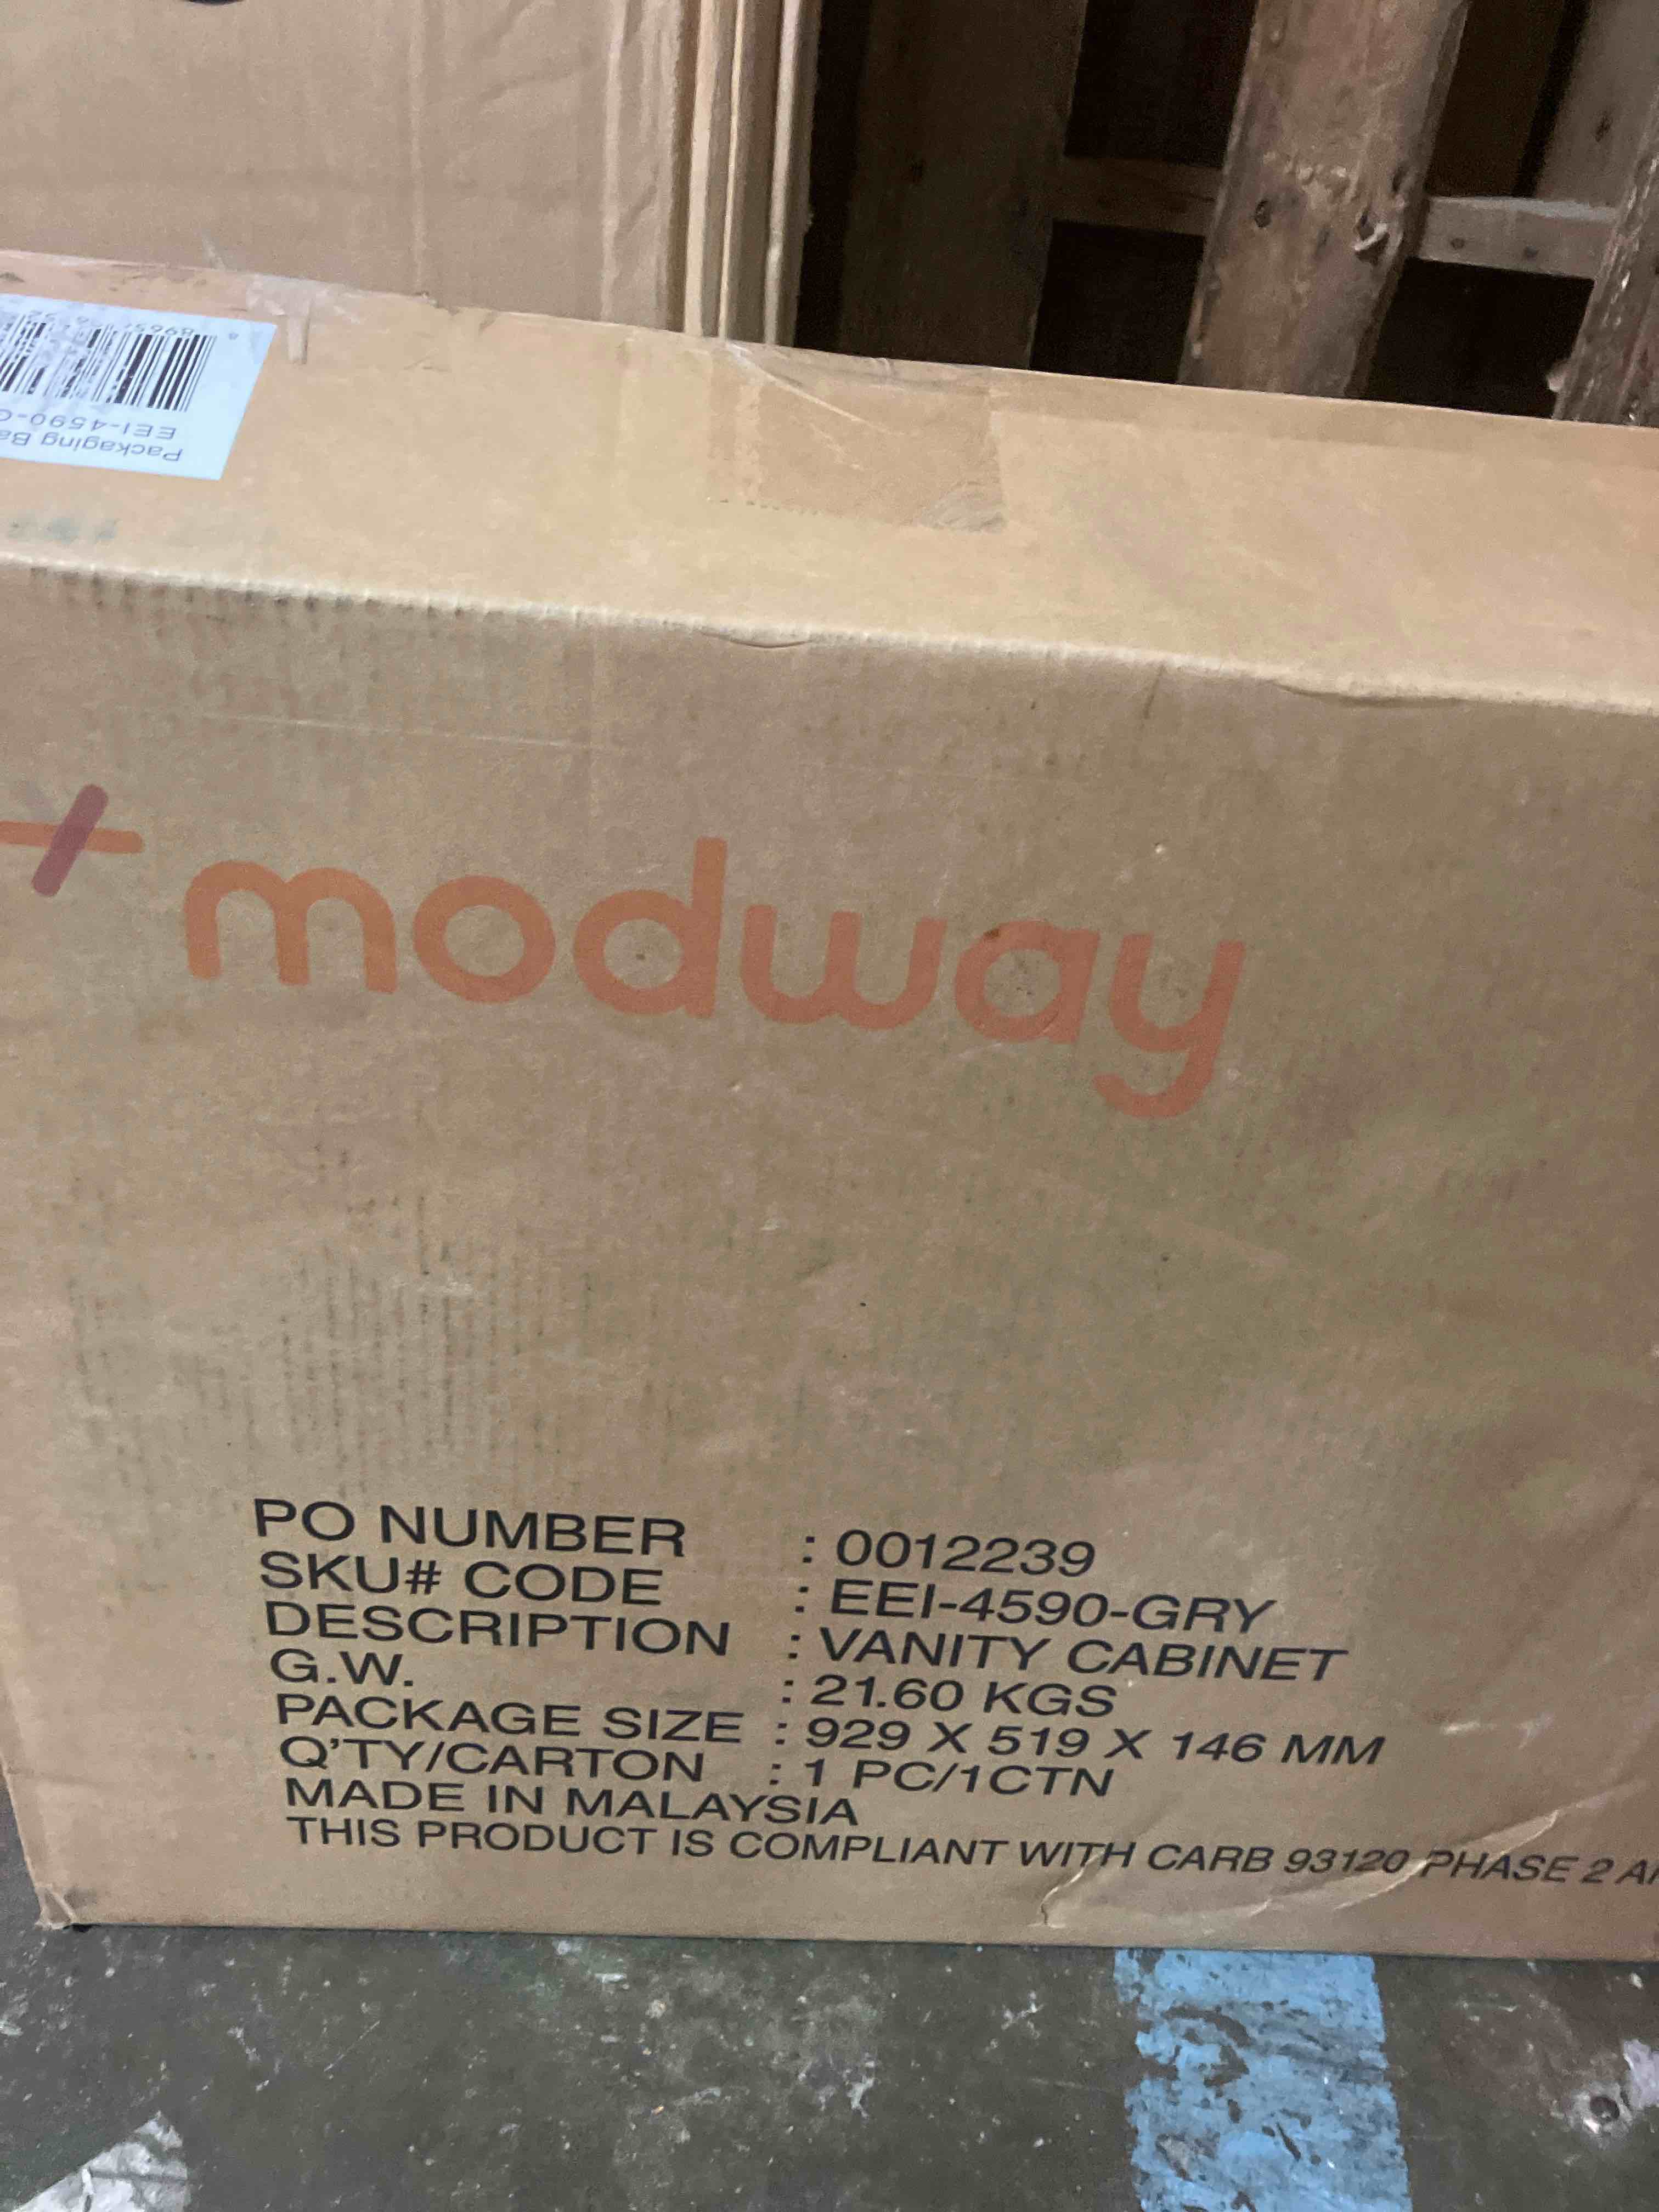 Packaging
EEI-4590-
modway
PO NUMBER : 0012239
SKU# CODE : EEI-4590-GRY
DESCRIPTION : VANITY CABINET
G.W. : 21.60 KGS
PACKAGE SIZE : 929 X 519 X 146 MM
Q'TY/CARTON : 1 PC/1CTN
MADE IN MALAYSIA
THIS PRODUCT IS COMPLIANT WITH CARB 93120 PHASE 2